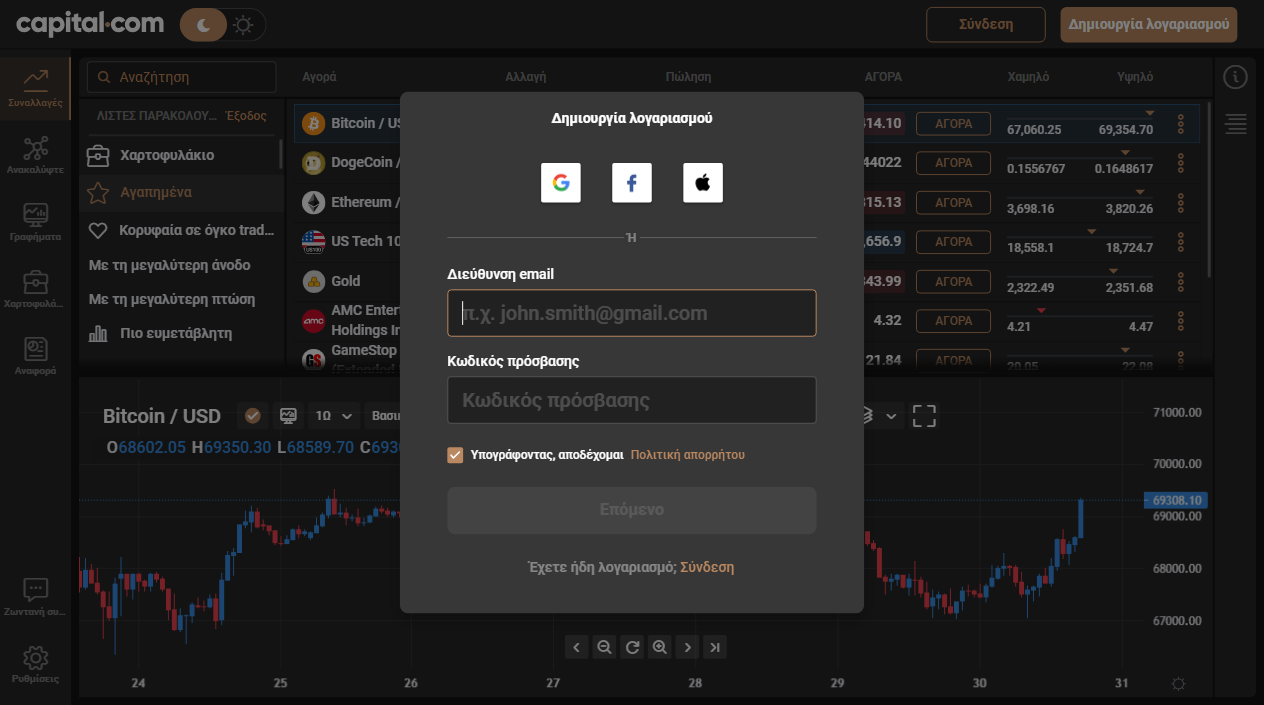 capital.com
Σύνδεση
Δημιουργία λογαριασμού
Συναλλαγές
Ανακαλύψτε
Γραφήματα
Χαρτοφυλά...
Αναφορά
Ζωντανή συ...
Ρυθμίσεις
Αναζήτηση
ΛΙΣΤΕΣ ΠΑΡΑΚΟΛΟΥ... Έξοδος
Χαρτοφυλάκιο
Αγαπημένα
Κορυφαία σε όγκο trad...
Με τη μεγαλύτερη άνοδο
Με τη μεγαλύτερη πτώση
Πιο ευμετάβλητη
Αγορά Αλλαγή Πώληση ΑΓΟΡΑ Χαμηλό Υψηλό
Bitcoin / US 14.10 ΑΓΟΡΑ 67,060.25 69,354.70
DogeCoin / 44022 ΑΓΟΡΑ 0.1556767 0.1648617
Ethereum / 15.13 ΑΓΟΡΑ 3,698.16 3,820.26
US Tech 10 ,656.9 ΑΓΟΡΑ 18,558.1 18,724.7
Gold 43.99 ΑΓΟΡΑ 2,322.49 2,351.68
AMC Enter
Holdings In 4.32 ΑΓΟΡΑ 4.21 4.47
GameStop 21.84 ΑΓΟΡΑ 20.05 22.08
(Extended
Δημιουργία λογαριασμού
Ή
Διεύθυνση email
π.χ. john.smith@gmail.com
Κωδικός πρόσβασης
Κωδικός πρόσβασης
Υπογράφοντας, αποδέχομαι Πολιτική απορρήτου
Επόμενο
Έχετε ήδη λογαριασμό; Σύνδεση
Bitcoin / USD 1Ω Βασι
O68602.05 H69350.30 L68589.70 C693
71000.00
70000.00
69308.10
69000.00
68000.00
67000.00
24 25 26 27 28 29 30 31